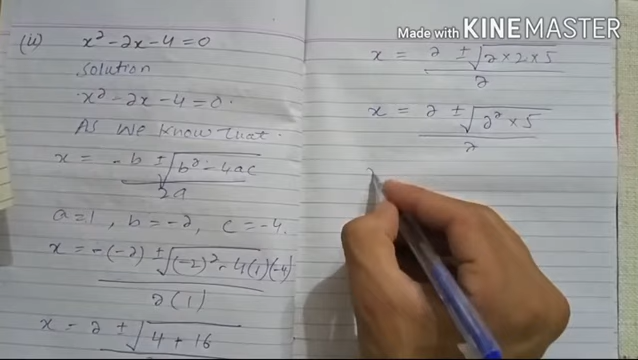 (ii) x² - 2x - 4 = 0
Solution
x² - 2x - 4 = 0.
As we know that.
x = -b ± √b² - 4ac
2a
a = 1, b = -2, c = -4.
x = -(-2) ± √(-2)² - 4(1)(-4)
2(1)
x = 2 ± √4 + 16
Made with KINEMASTER
x = 2 ± √2×2×5
2
x = 2 ± √2²×5
2